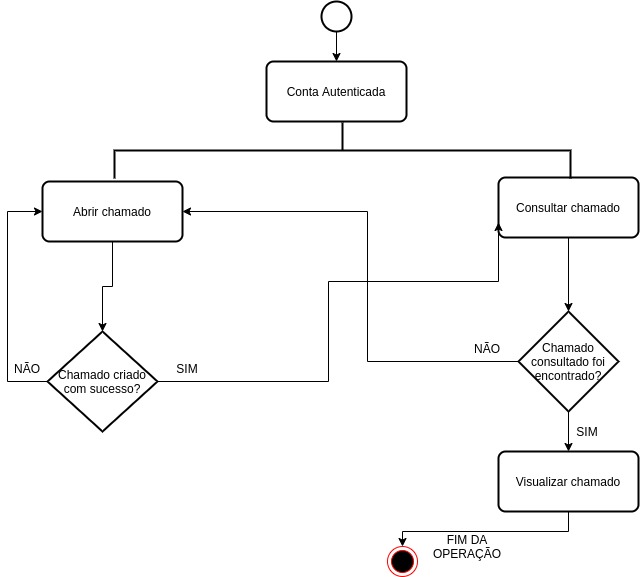 Conta Autenticada
Abrir chamado
Consultar chamado
NÃO
Chamado criado
com sucesso?
SIM
NÃO
Chamado
consultado foi
encontrado?
SIM
Visualizar chamado
FIM DA
OPERAÇÃO